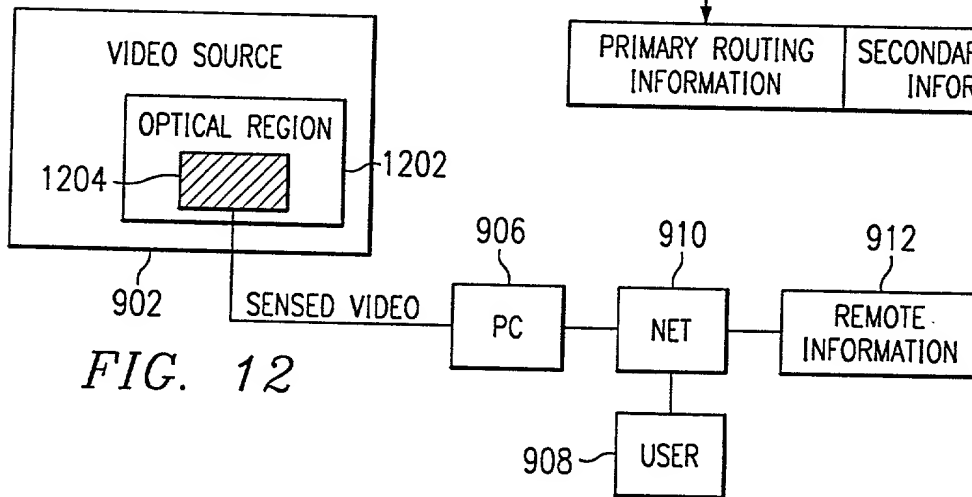 VIDEO SOURCE
OPTICAL REGION
1204
1202
902
SENSED VIDEO
FIG. 12
PRIMARY ROUTING
INFORMATION
906
PC
910
NET
912
REMOTE
INFORMATION
908
USER